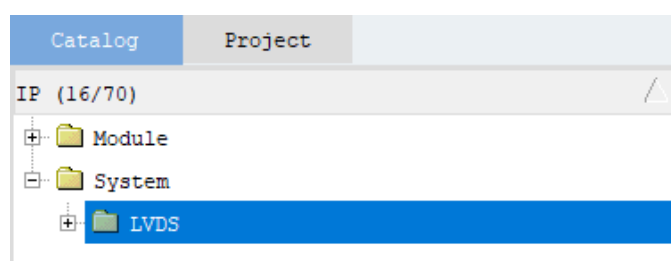 Catalog Project
IP (16/70)
Module
System
LVDS